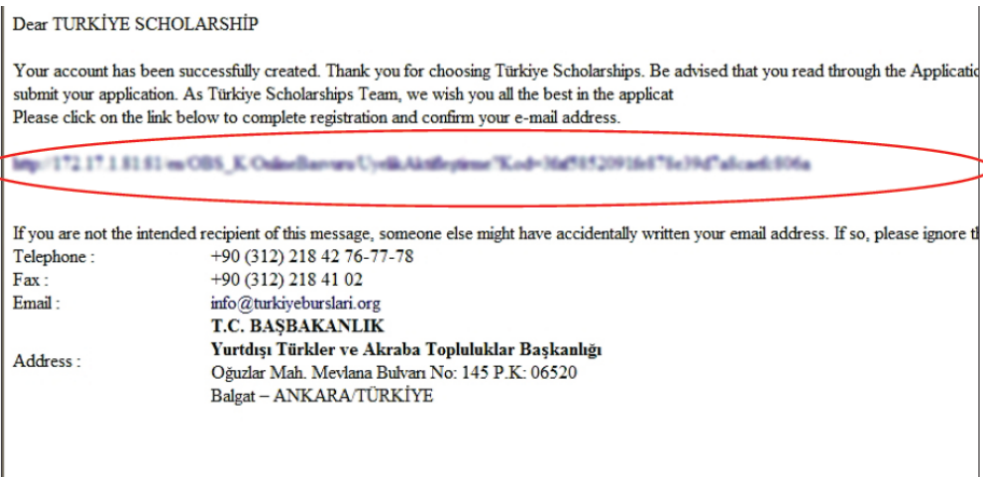 Dear TURKİYE SCHOLARSHİP
Your account has been successfully created. Thank you for choosing Türkiye Scholarships. Be advised that you read through the Applicatio
submit your application. As Türkiye Scholarships Team, we wish you all the best in the applicat
Please click on the link below to complete registration and confirm your e-mail address.
If you are not the intended recipient of this message, someone else might have accidentally written your email address. If so, please ignore
Telephone : +90 (312) 218 42 76-77-78
Fax : +90 (312) 218 41 02
Email : info@turkiyeburslari.org
T.C. BAŞBAKANLIK
Yurtdışı Türkler ve Akraba Topluluklar Başkanlığı
Address :
Oğuzlar Mah. Mevlana Bulvarı No: 145 P.K: 06520
Balgat – ANKARA/TÜRKİYE